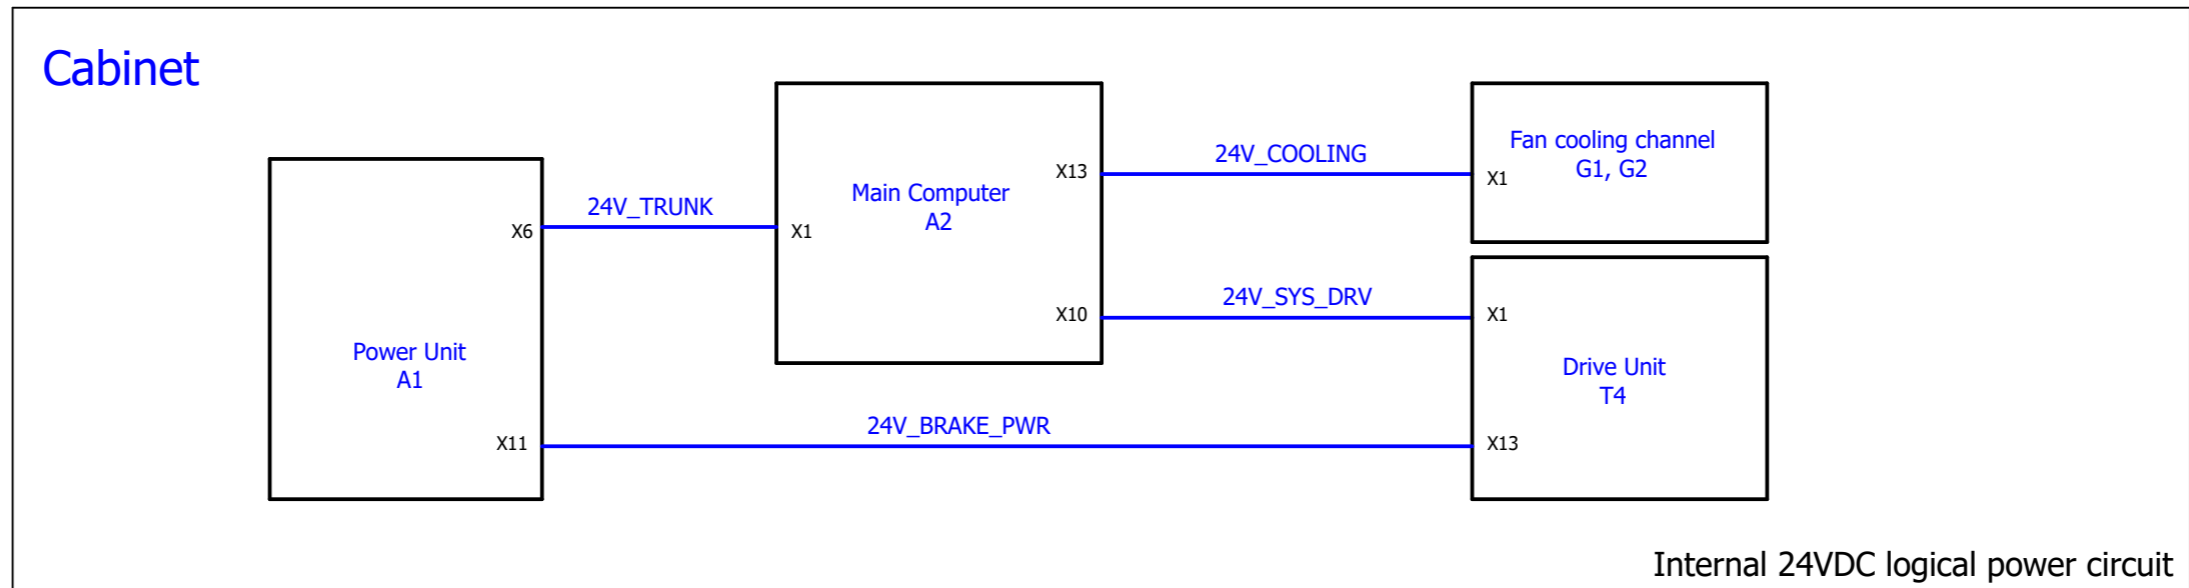 Cabinet
Power Unit
A1
X6
X11
24V_TRUNK
X1
Main Computer
A2
X13
X10
24V_COOLING
24V_SYS_DRV
24V_BRAKE_PWR
Fan cooling channel
G1, G2
X1
X1
Drive Unit
T4
X13
Internal 24VDC logical power circuit